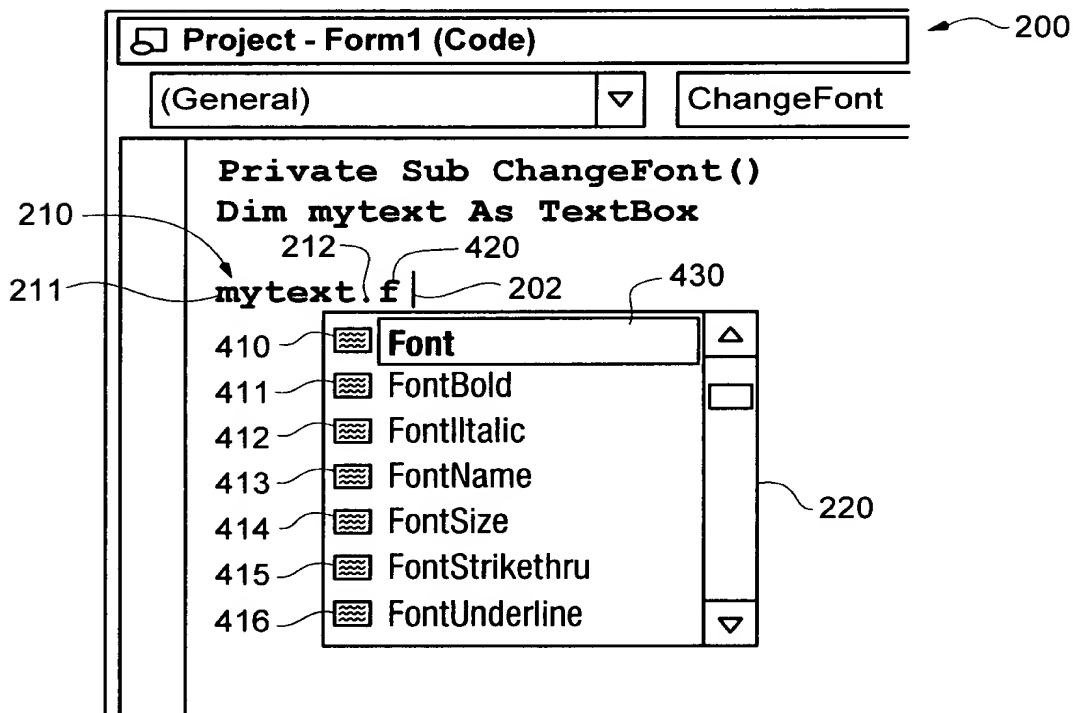 200
Project - Form1 (Code)
(General) ChangeFont
Private Sub ChangeFont()
210 Dim mytext As TextBox
212 420
211 mytext.f 202 430
410 Font
411 FontBold
412 FontIItalic
413 FontName
414 FontSize 220
415 FontStrikethru
416 FontUnderline